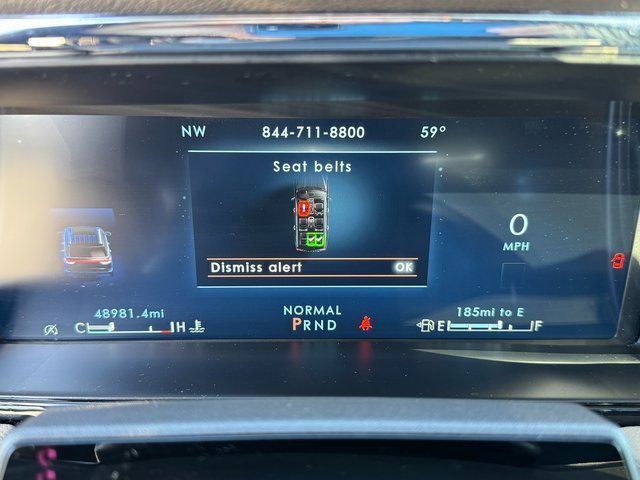 NW 844-711-8800 59°
Seat belts
Dismiss alert OK
0
MPH
48981.4mi NORMAL 185mi to E
C H PRND E F